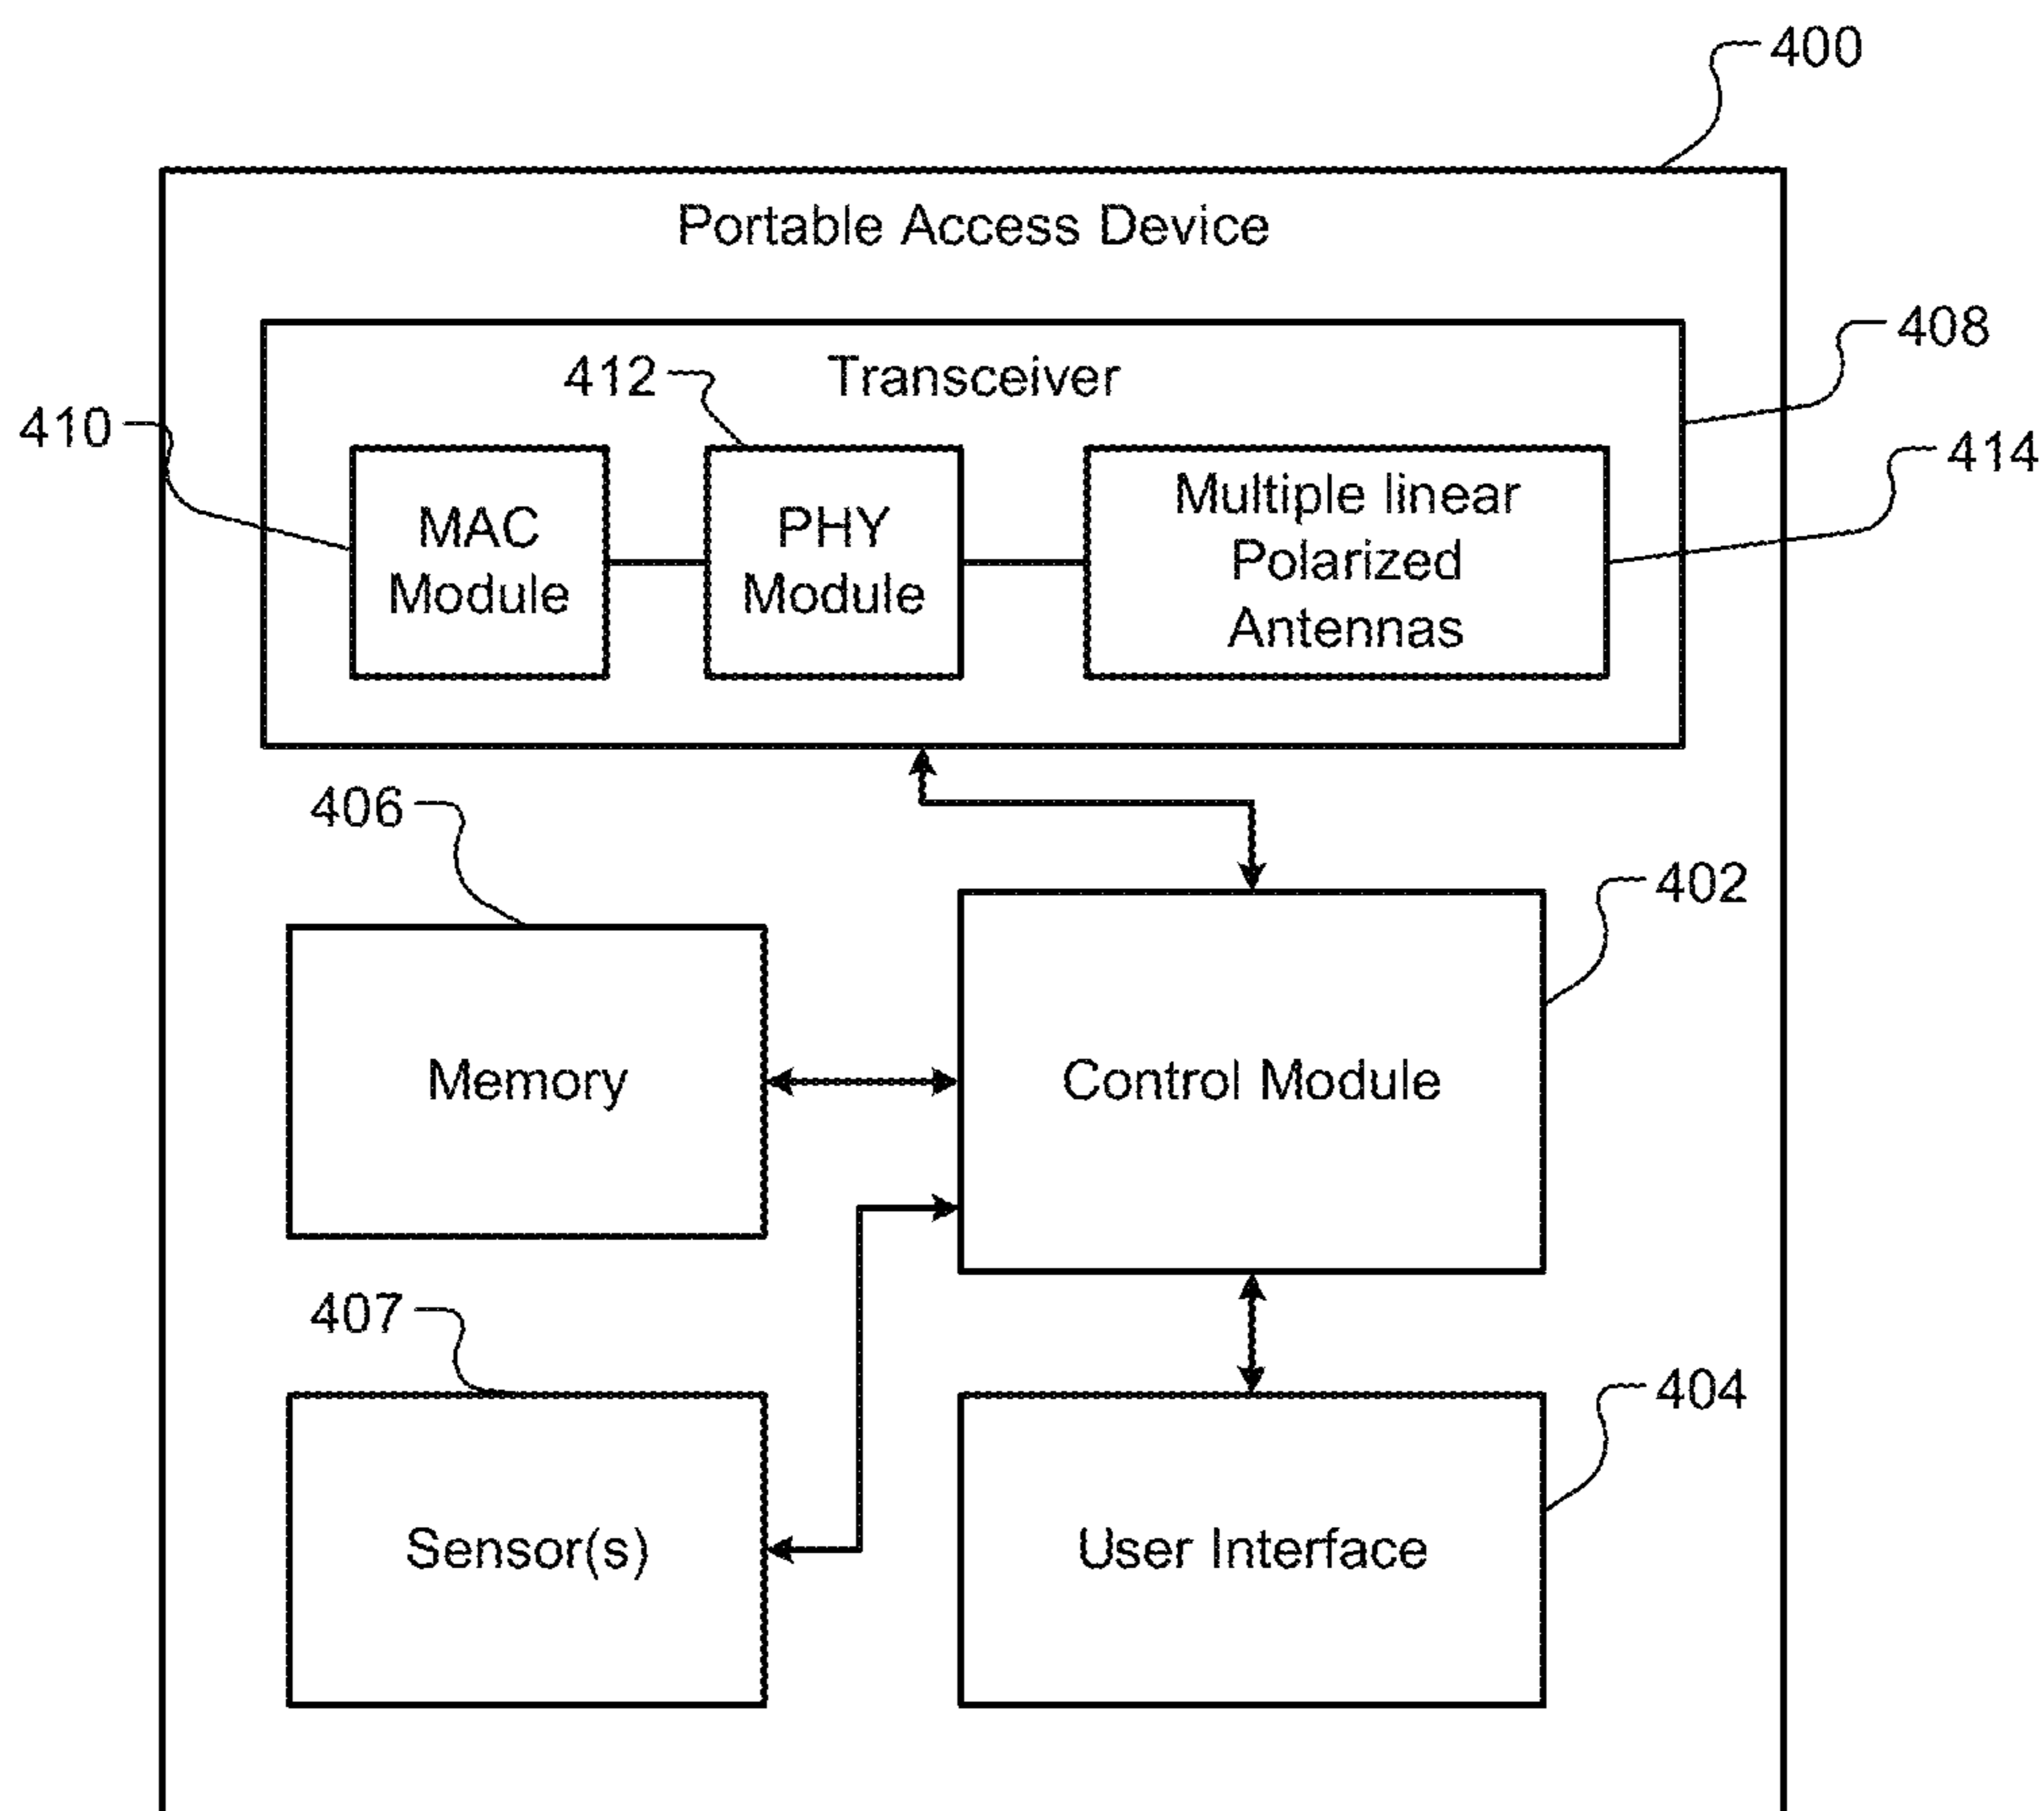 400
Portable Access Device
408
Transceiver
412
410
414
MAC
Module
PHY
Module
Multiple linear
Polarized
Antennas
406
402
Memory
Control Module
407
404
Sensor(s)
User Interface